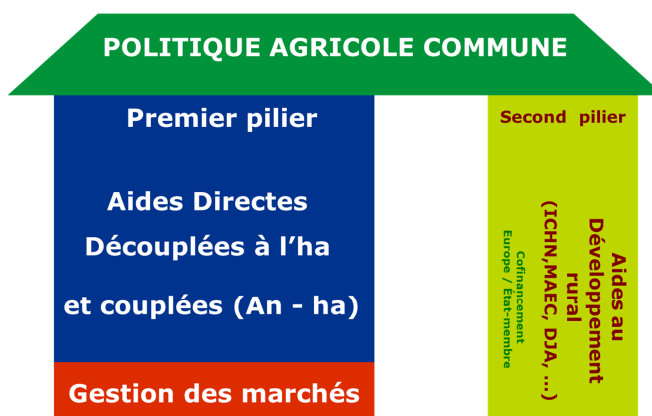 POLITIQUE AGRICOLE COMMUNE
Premier pilier
Aides Directes
Découplées à l'ha
et couplées (An - ha)
Gestion des marchés
Second pilier
Aides au
Développement
rural
(ICHN,MAEC, DJA, ...)
Cofinancement
Europe / État-membre